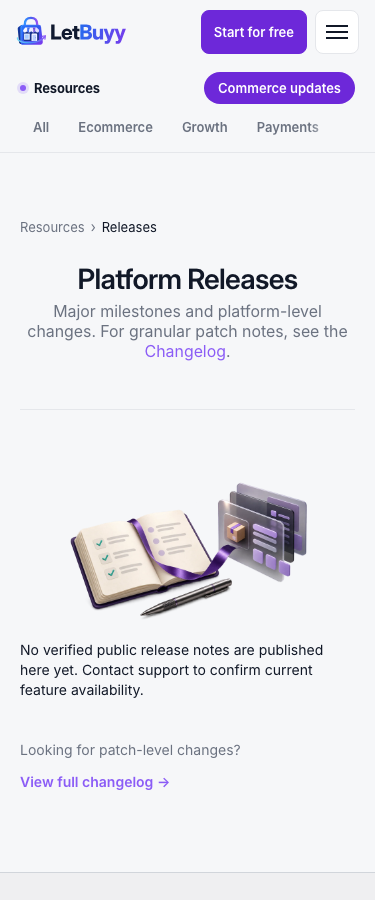 LetBuyy
Start for free
Resources
Commerce updates
All Ecommerce Growth Payments
Resources › Releases
Platform Releases
Major milestones and platform-level
changes. For granular patch notes, see the
Changelog.
No verified public release notes are published
here yet. Contact support to confirm current
feature availability.
Looking for patch-level changes?
View full changelog →